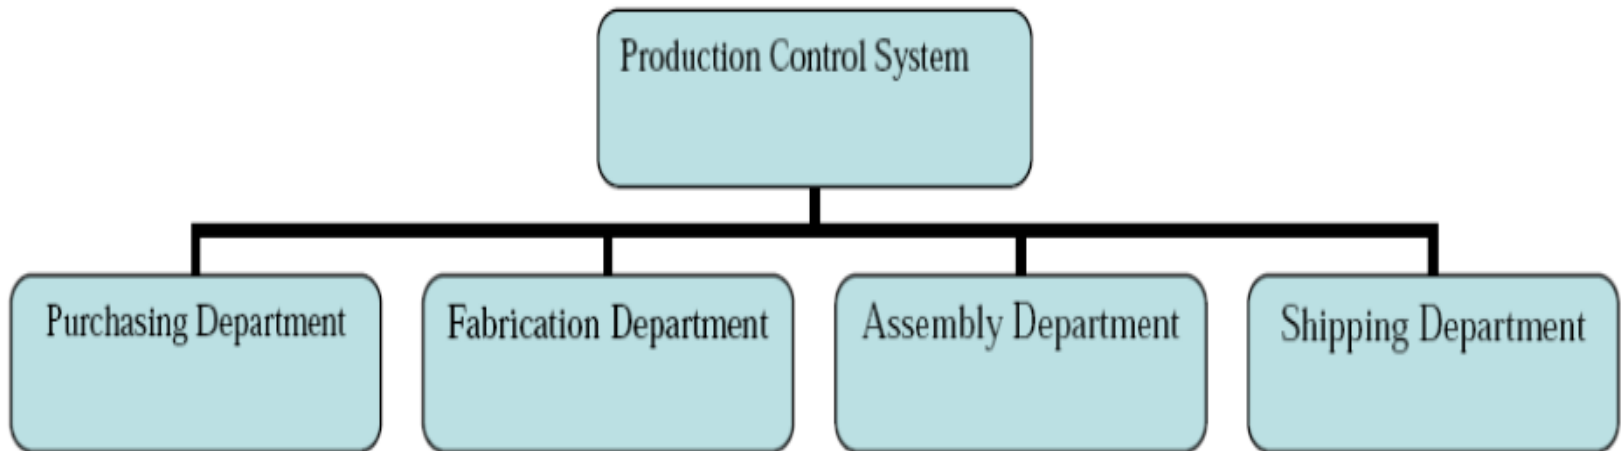 Production Control System
Purchasing Department
Fabrication Department
Assembly Department
Shipping Department